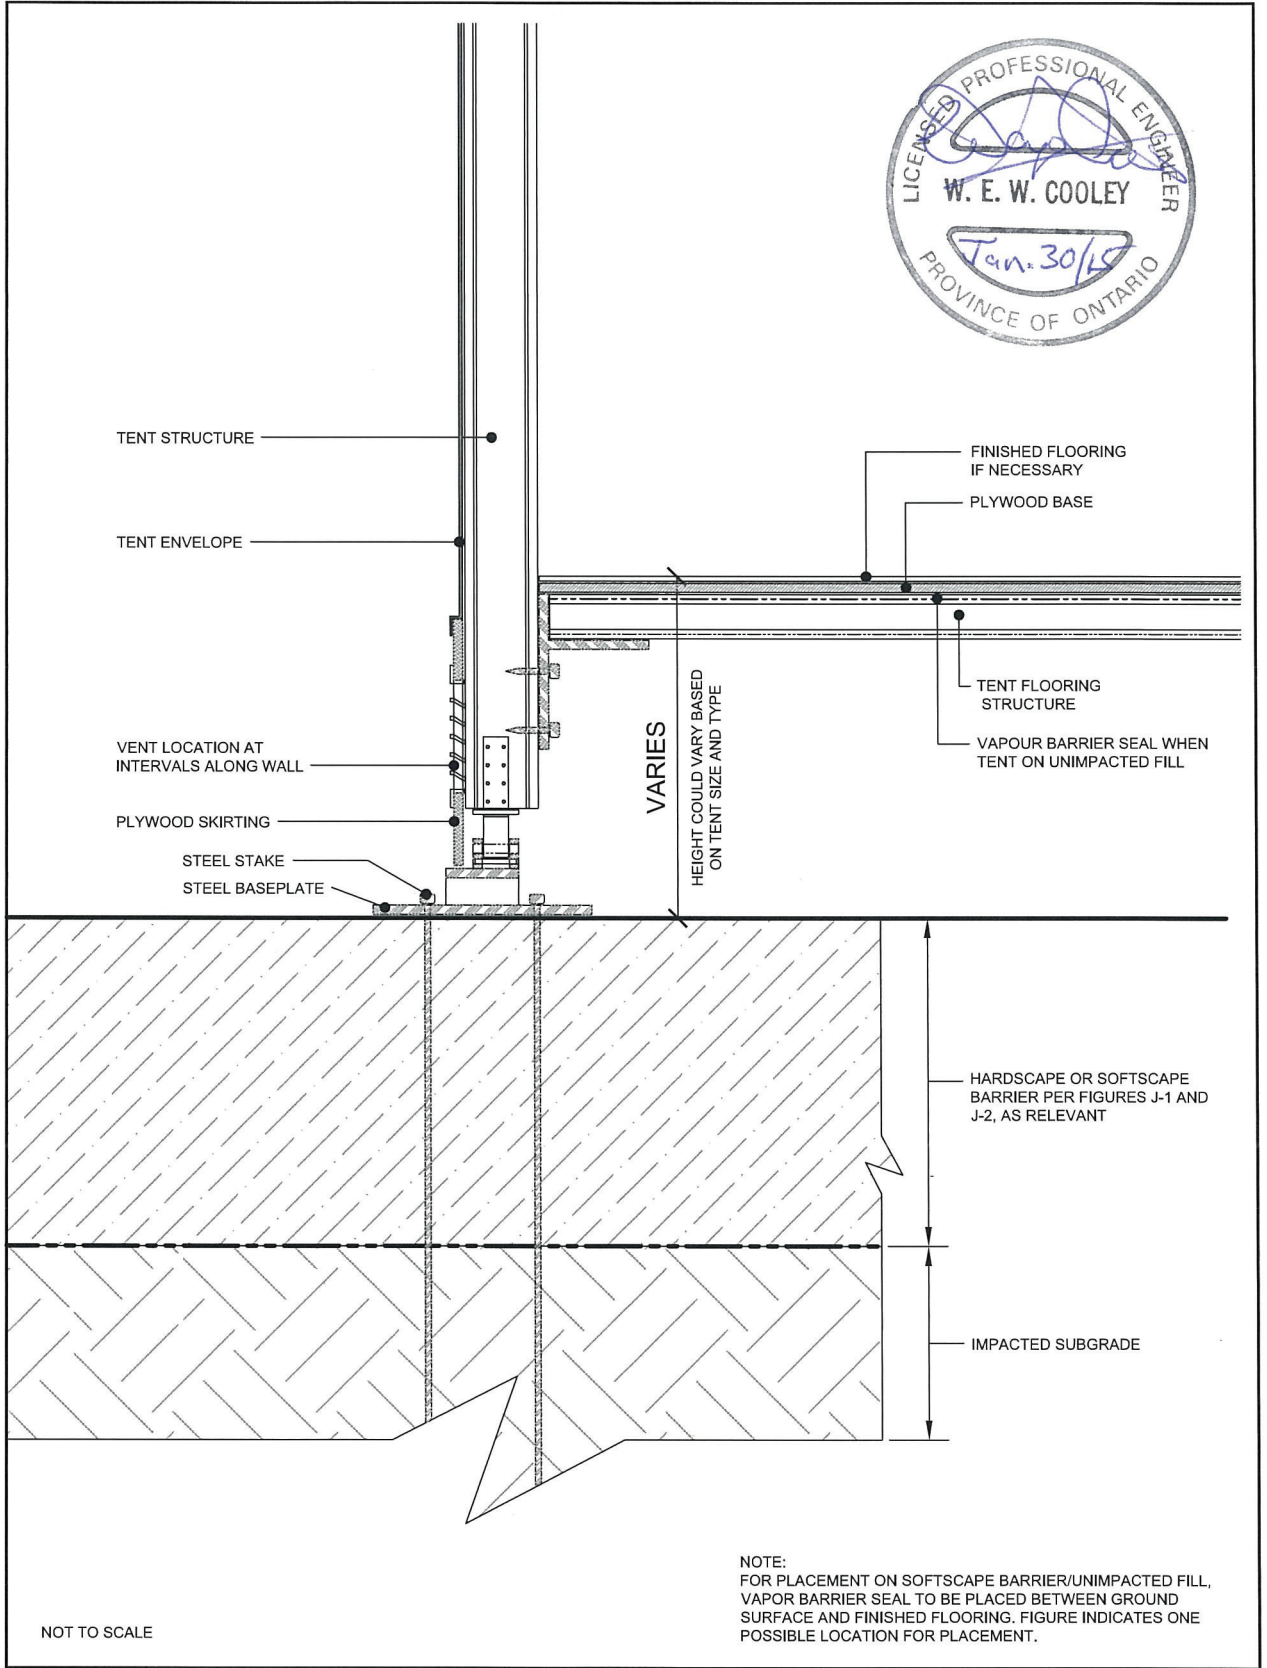 LICENSED PROFESSIONAL ENGINEER
W. E. W. COOLEY
Jan. 30/15
PROVINCE OF ONTARIO
TENT STRUCTURE
FINISHED FLOORING
IF NECESSARY
PLYWOOD BASE
TENT ENVELOPE
TENT FLOORING
STRUCTURE
VARIES
HEIGHT COULD VARY BASED
ON TENT SIZE AND TYPE
VENT LOCATION AT
INTERVALS ALONG WALL
VAPOUR BARRIER SEAL WHEN
TENT ON UNIMPACTED FILL
PLYWOOD SKIRTING
STEEL STAKE
STEEL BASEPLATE
HARDSCAPE OR SOFTSCAPE
BARRIER PER FIGURES J-1 AND
J-2, AS RELEVANT
IMPACTED SUBGRADE
NOTE:
FOR PLACEMENT ON SOFTSCAPE BARRIER/UNIMPACTED FILL,
VAPOR BARRIER SEAL TO BE PLACED BETWEEN GROUND
SURFACE AND FINISHED FLOORING. FIGURE INDICATES ONE
POSSIBLE LOCATION FOR PLACEMENT.
NOT TO SCALE